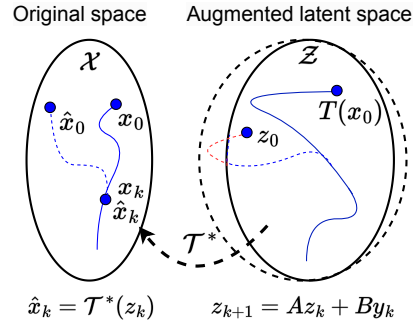 Original space
Augmented latent space
𝒳
𝒵
x̂₀
x₀
T(x₀)
z₀
xₖ
x̂ₖ
𝒯*
x̂ₖ = 𝒯*(zₖ)
zₖ₊₁ = Azₖ + Byₖ